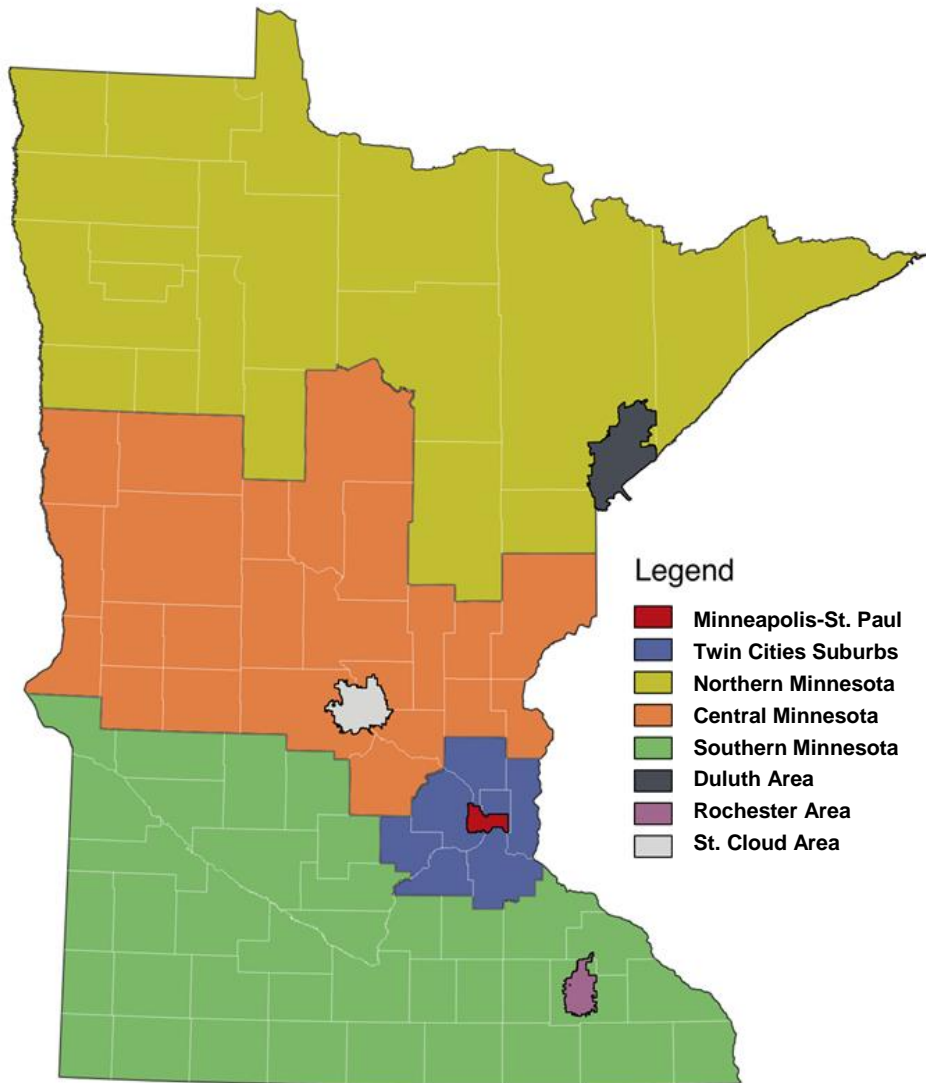 Legend
Minneapolis-St. Paul
Twin Cities Suburbs
Northern Minnesota
Central Minnesota
Southern Minnesota
Duluth Area
Rochester Area
St. Cloud Area